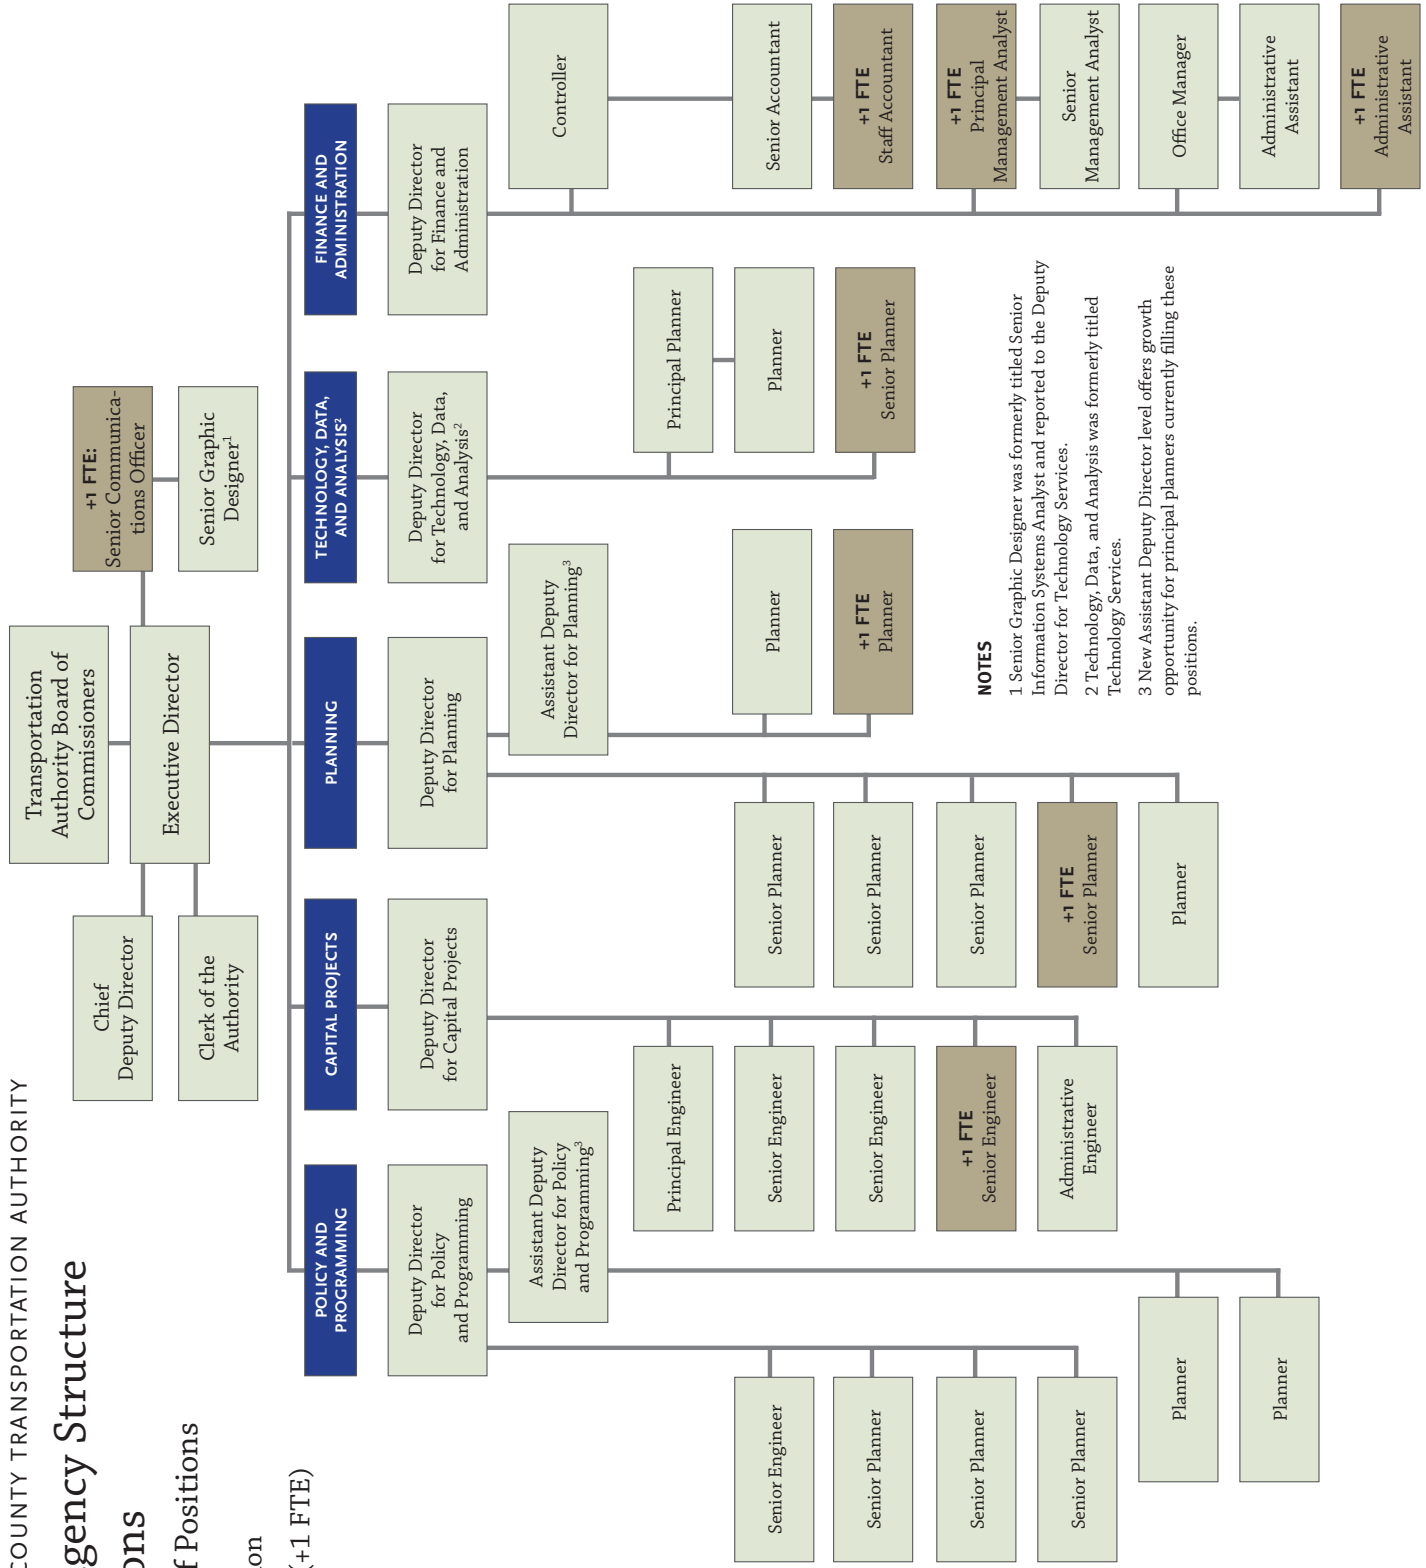 COUNTY TRANSPORTATION AUTHORITY
gency Structure
ons
f Positions
on
(+1 FTE)
Transportation
Authority Board of
Commissioners
Executive Director
Chief
Deputy Director
Clerk of the
Authority
+1 FTE:
Senior Communica-
tions Officer
Senior Graphic
Designer1
POLICY AND
PROGRAMMING
Deputy Director
for Policy
and Programming
Assistant Deputy
Director for Policy
and Programming3
Senior Engineer
Senior Planner
Senior Planner
Senior Planner
Planner
Planner
CAPITAL PROJECTS
Deputy Director
for Capital Projects
Principal Engineer
Senior Engineer
Senior Engineer
+1 FTE
Senior Engineer
Administrative
Engineer
PLANNING
Deputy Director
for Planning
Assistant Deputy
Director for Planning3
Senior Planner
Senior Planner
Senior Planner
+1 FTE
Senior Planner
Planner
Planner
+1 FTE
Planner
TECHNOLOGY, DATA,
AND ANALYSIS2
Deputy Director
for Technology, Data,
and Analysis2
Principal Planner
Planner
+1 FTE
Senior Planner
FINANCE AND
ADMINISTRATION
Deputy Director
for Finance and
Administration
Controller
Senior Accountant
+1 FTE
Staff Accountant
+1 FTE
Principal
Management Analyst
Senior
Management Analyst
Office Manager
Administrative
Assistant
+1 FTE
Administrative
Assistant
NOTES
1 Senior Graphic Designer was formerly titled Senior
Information Systems Analyst and reported to the Deputy
Director for Technology Services.
2 Technology, Data, and Analysis was formerly titled
Technology Services.
3 New Assistant Deputy Director level offers growth
opportunity for principal planners currently filling these
positions.